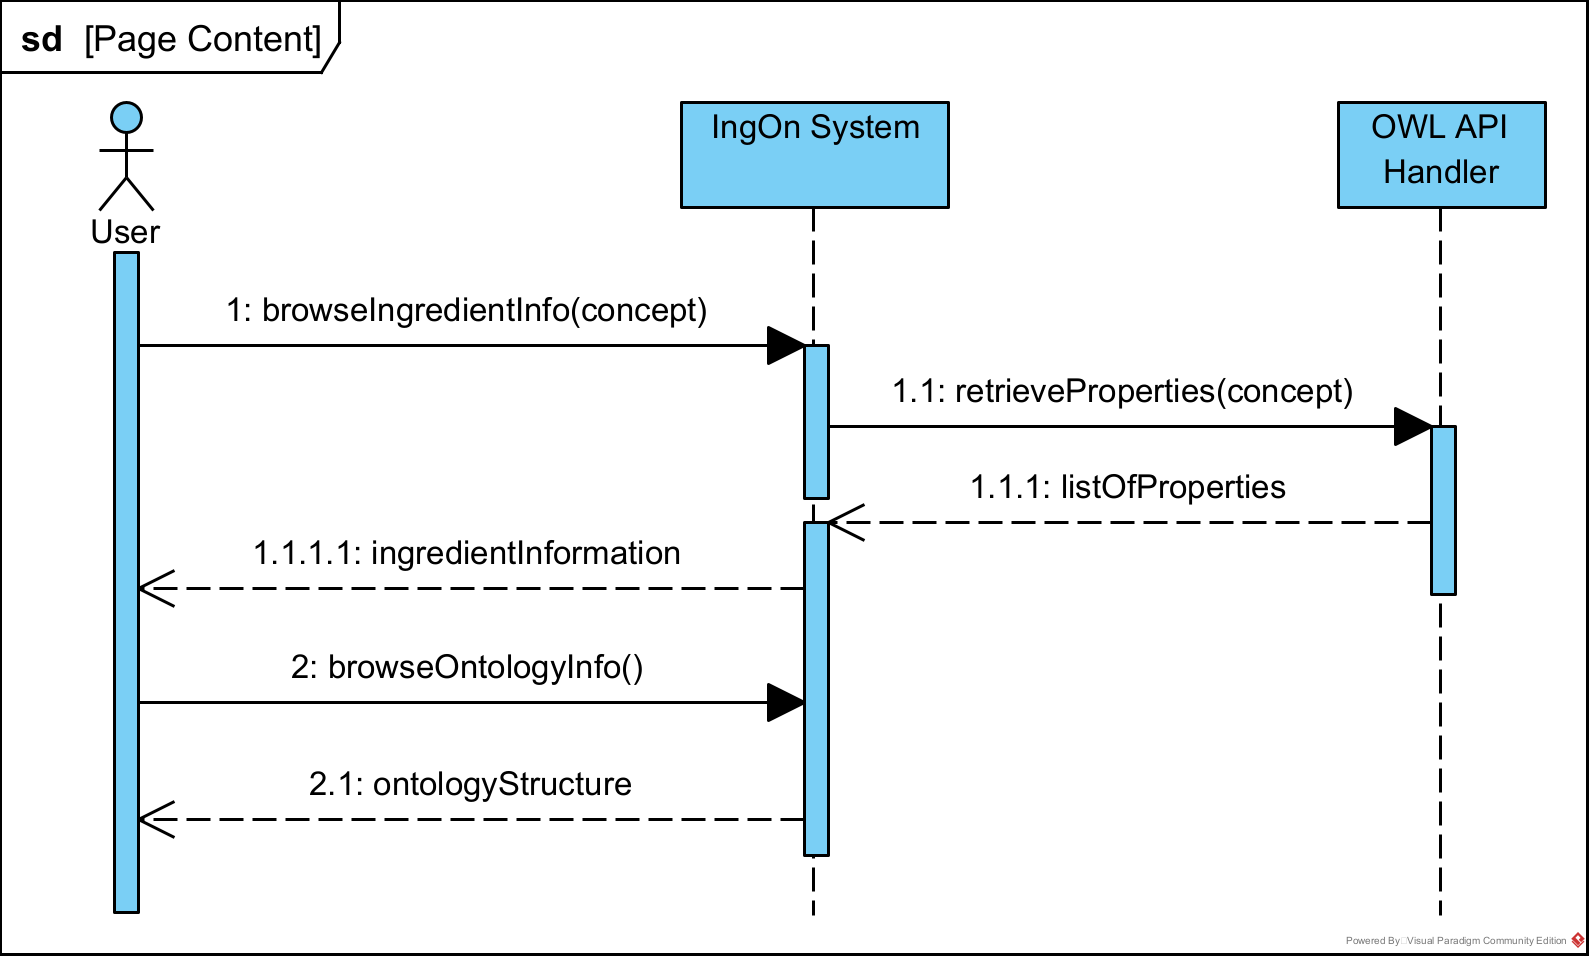 sd [Page Content]
User
IngOn System
OWL API
Handler
1: browseIngredientInfo(concept)
1.1: retrieveProperties(concept)
1.1.1: listOfProperties
1.1.1.1: ingredientInformation
2: browseOntologyInfo()
2.1: ontologyStructure
Powered By Visual Paradigm Community Edition